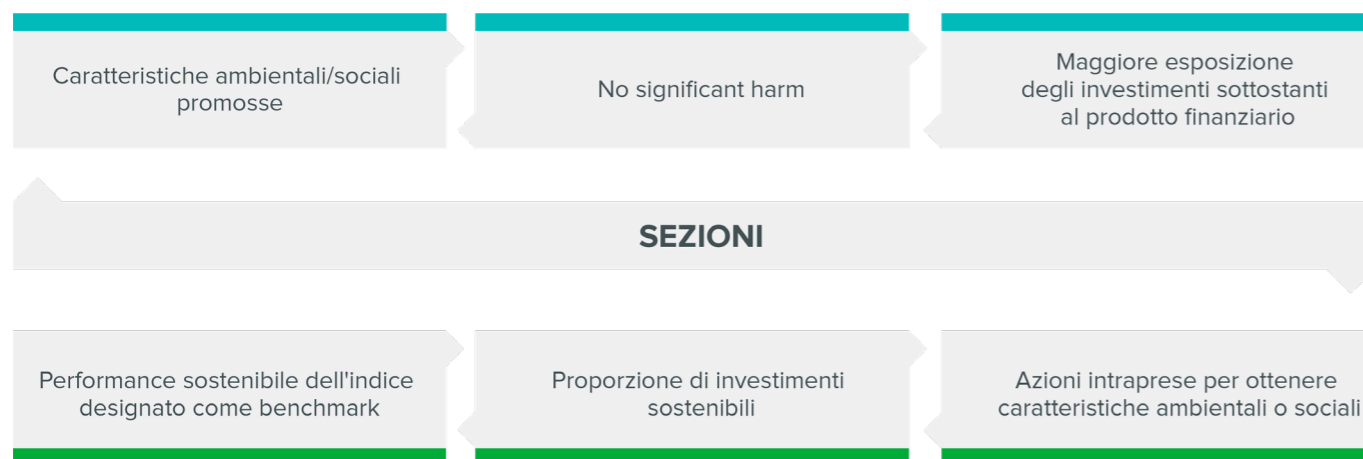 Caratteristiche ambientali/sociali
promosse
No significant harm
Maggiore esposizione
degli investimenti sottostanti
al prodotto finanziario
SEZIONI
Performance sostenibile dell'indice
designato come benchmark
Proporzione di investimenti
sostenibili
Azioni intraprese per ottenere
caratteristiche ambientali o sociali